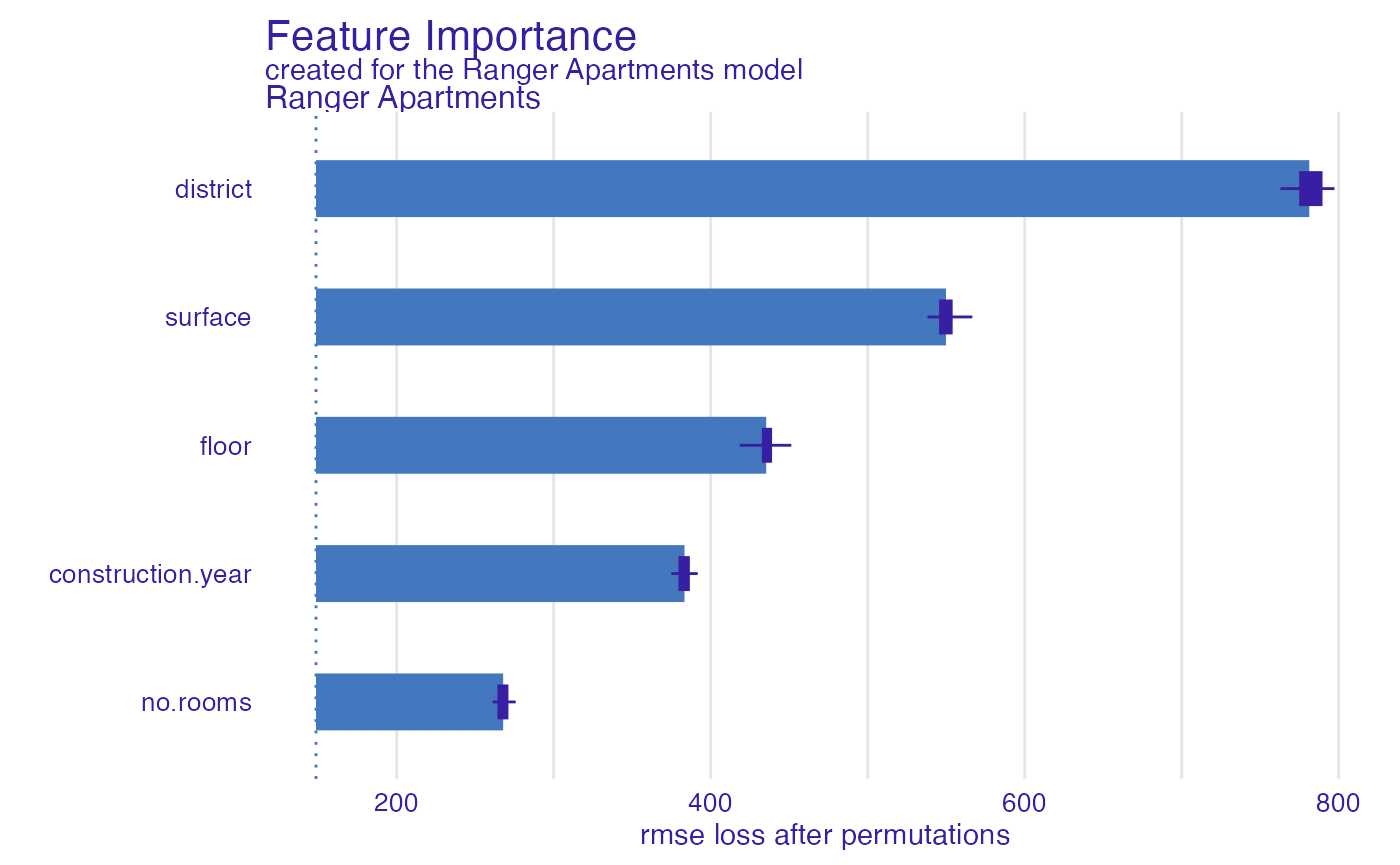 Feature Importance
created for the Ranger Apartments model
Ranger Apartments
district
surface
floor
construction.year
no.rooms
200 400 600 800
rmse loss after permutations